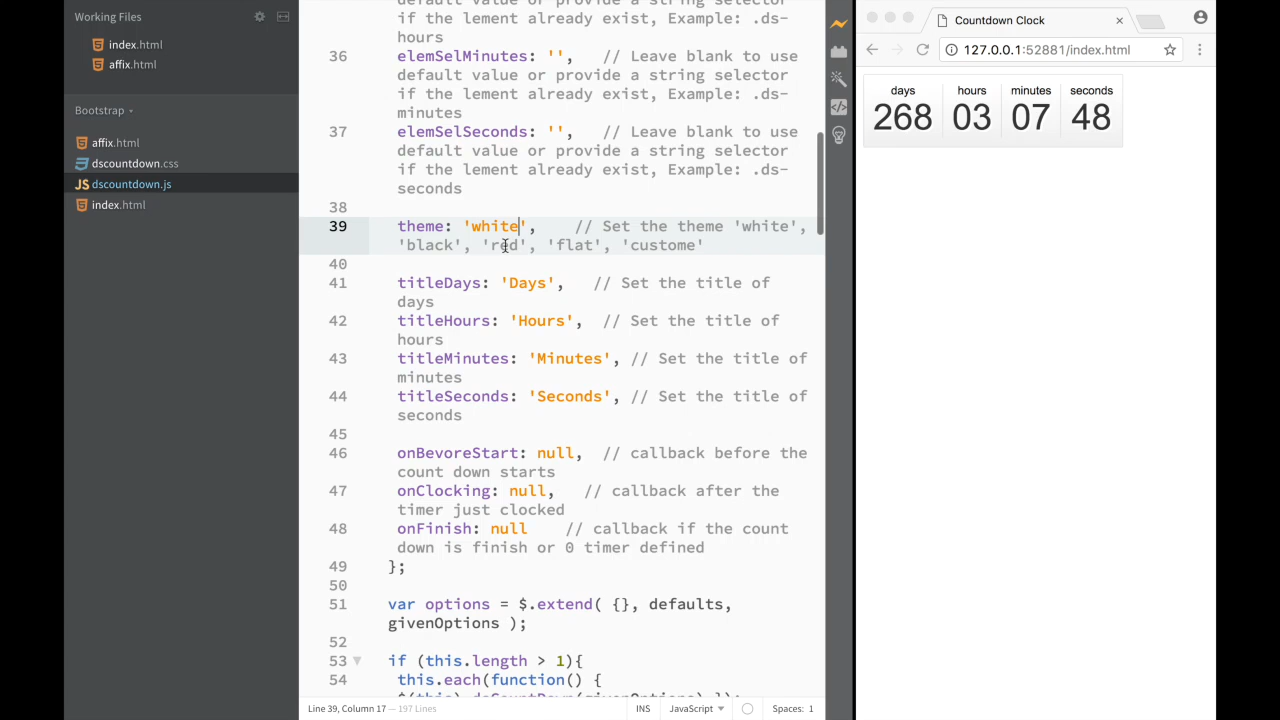 Working Files
index.html
affix.html
Bootstrap
affix.html
dscountdown.css
JS dscountdown.js
index.html
default value or provide a string selector
if the lement already exist, Example: .ds-
hours
36 elemSelMinutes: '', // Leave blank to use
default value or provide a string selector
if the lement already exist, Example: .ds-
minutes
37 elemSelSeconds: '', // Leave blank to use
default value or provide a string selector
if the lement already exist, Example: .ds-
seconds
38
39 theme: 'white', // Set the theme 'white',
'black', 'red', 'flat', 'custome'
40
41 titleDays: 'Days', // Set the title of
days
42 titleHours: 'Hours', // Set the title of
hours
43 titleMinutes: 'Minutes', // Set the title of
minutes
44 titleSeconds: 'Seconds', // Set the title of
seconds
45
46 onBevoreStart: null, // callback before the
count down starts
47 onClocking: null, // callback after the
timer just clocked
48 onFinish: null // callback if the count
down is finish or 0 timer defined
49 };
50
51 var options = $.extend( {}, defaults,
givenOptions );
52
53 if (this.length > 1){
54 this.each(function() {
$(this).dsCountDown(givenOptions) });
Line 39, Column 17 — 197 Lines
INS JavaScript Spaces: 1
Countdown Clock
127.0.0.1:52881/index.html
days hours minutes seconds
268 03 07 48